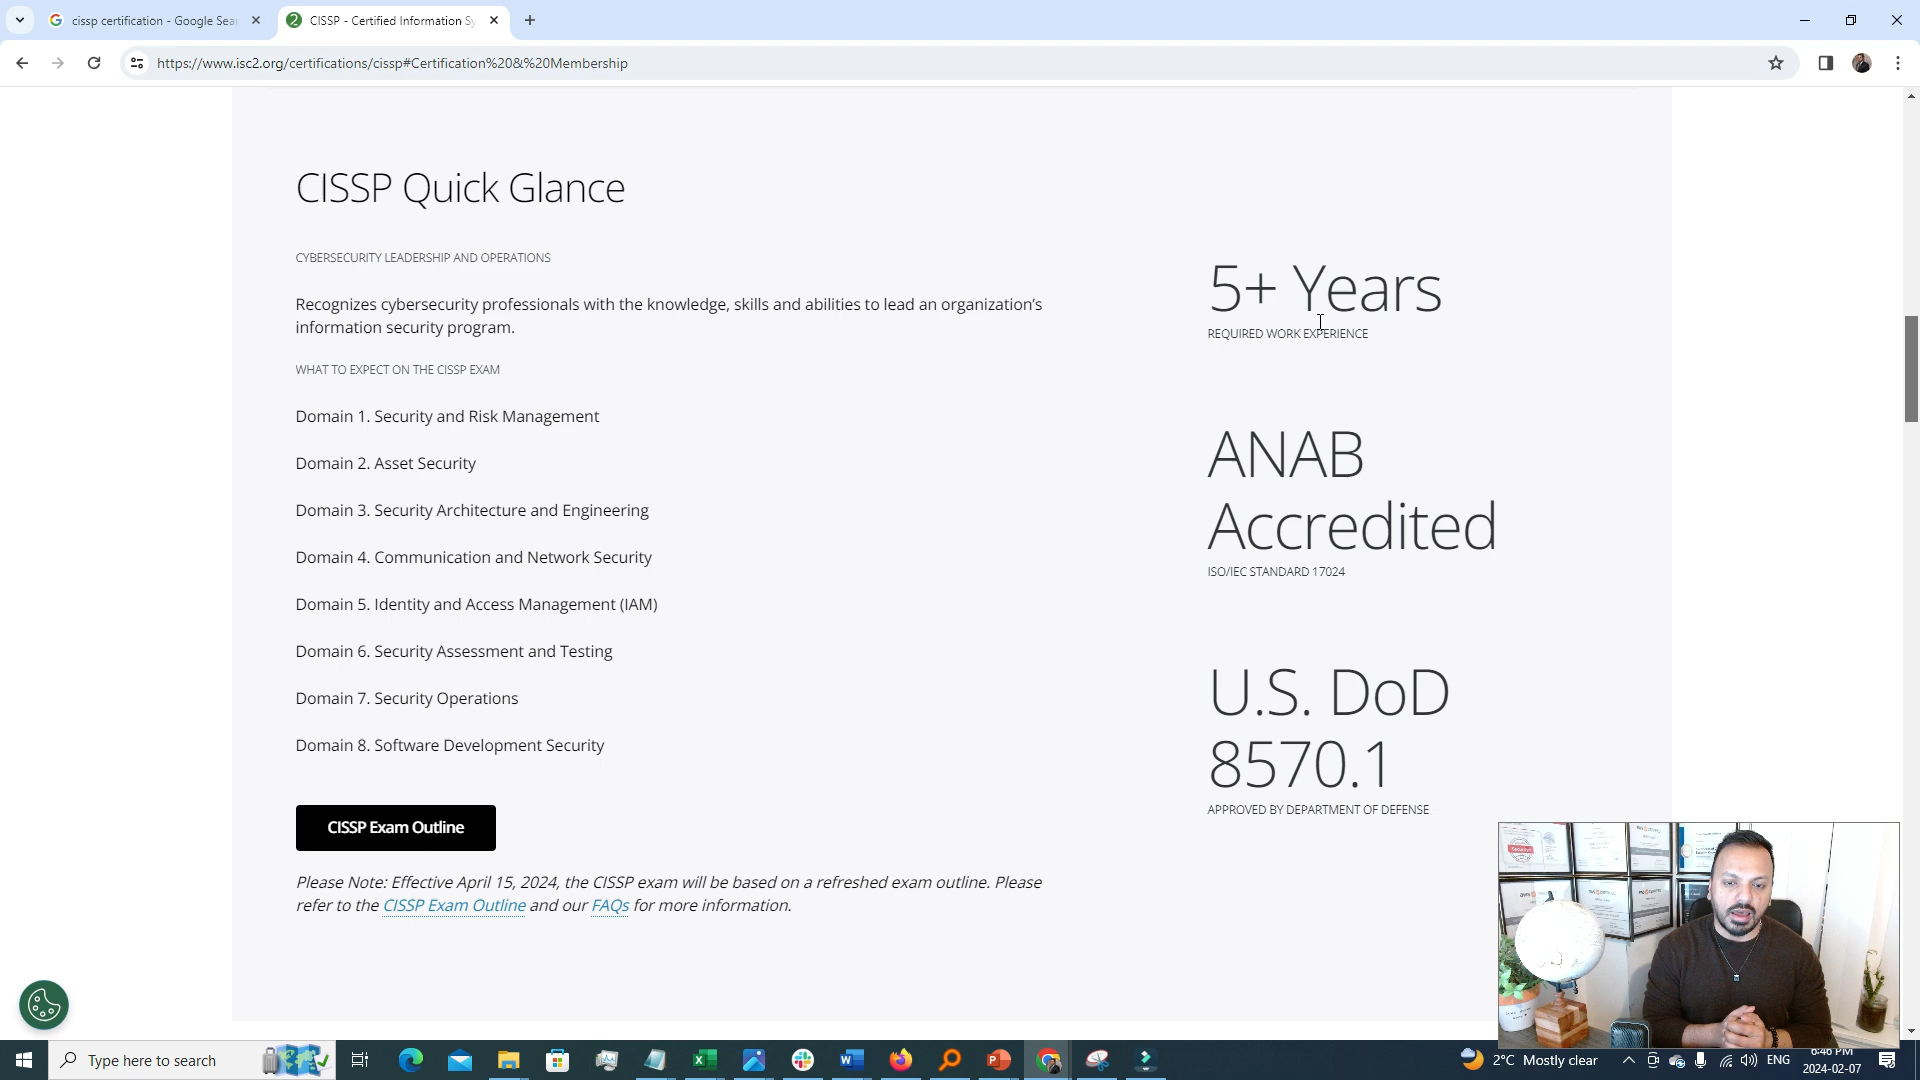 cissp certification - Google Sea
CISSP - Certified Information Sy
https://www.isc2.org/certifications/cissp#Certification%20&%20Membership
CISSP Quick Glance
CYBERSECURITY LEADERSHIP AND OPERATIONS
Recognizes cybersecurity professionals with the knowledge, skills and abilities to lead an organization's
information security program.
WHAT TO EXPECT ON THE CISSP EXAM
Domain 1. Security and Risk Management
Domain 2. Asset Security
Domain 3. Security Architecture and Engineering
Domain 4. Communication and Network Security
Domain 5. Identity and Access Management (IAM)
Domain 6. Security Assessment and Testing
Domain 7. Security Operations
Domain 8. Software Development Security
CISSP Exam Outline
Please Note: Effective April 15, 2024, the CISSP exam will be based on a refreshed exam outline. Please
refer to the CISSP Exam Outline and our FAQs for more information.
5+ Years
REQUIRED WORK EXPERIENCE
ANAB
Accredited
ISO/IEC STANDARD 17024
U.S. DoD
8570.1
APPROVED BY DEPARTMENT OF DEFENSE
Type here to search
2°C Mostly clear
ENG
6:46 PM
2024-02-07